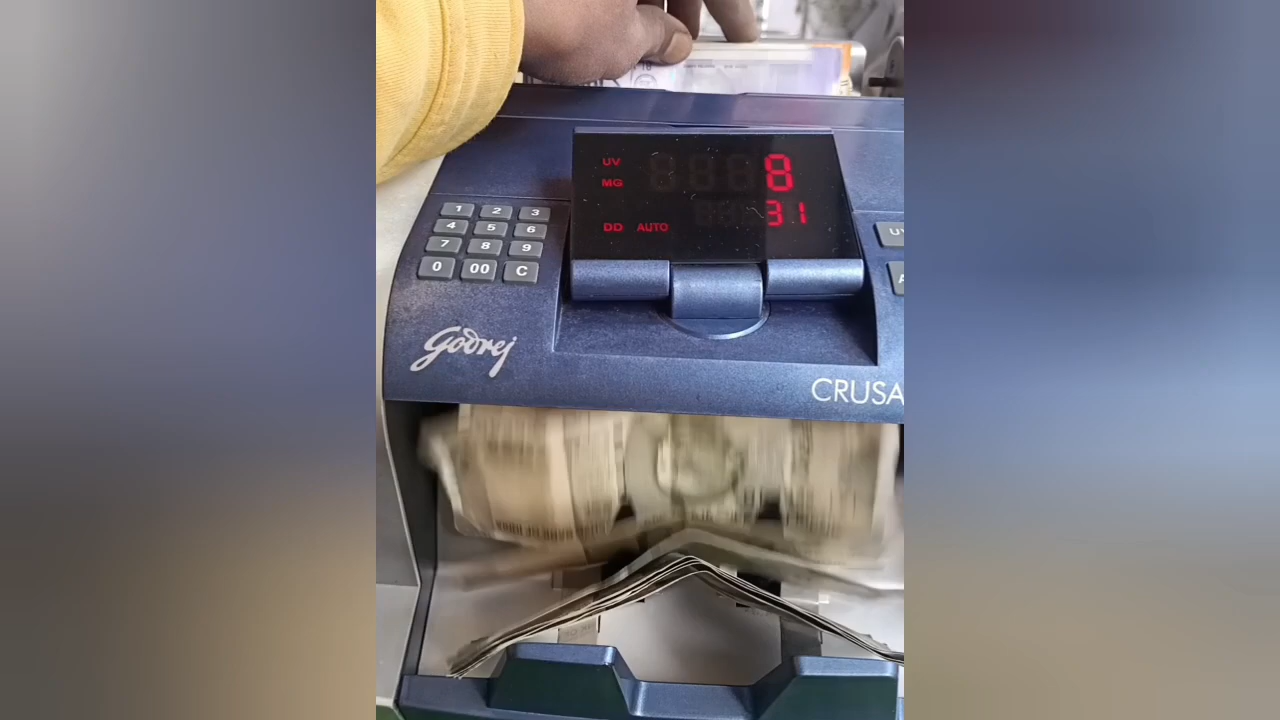 UV
8
MG
31
DD AUTO
1 2 3
4 5 6
7 8 9
0 00 C
U
A
Godrej
CRUSA